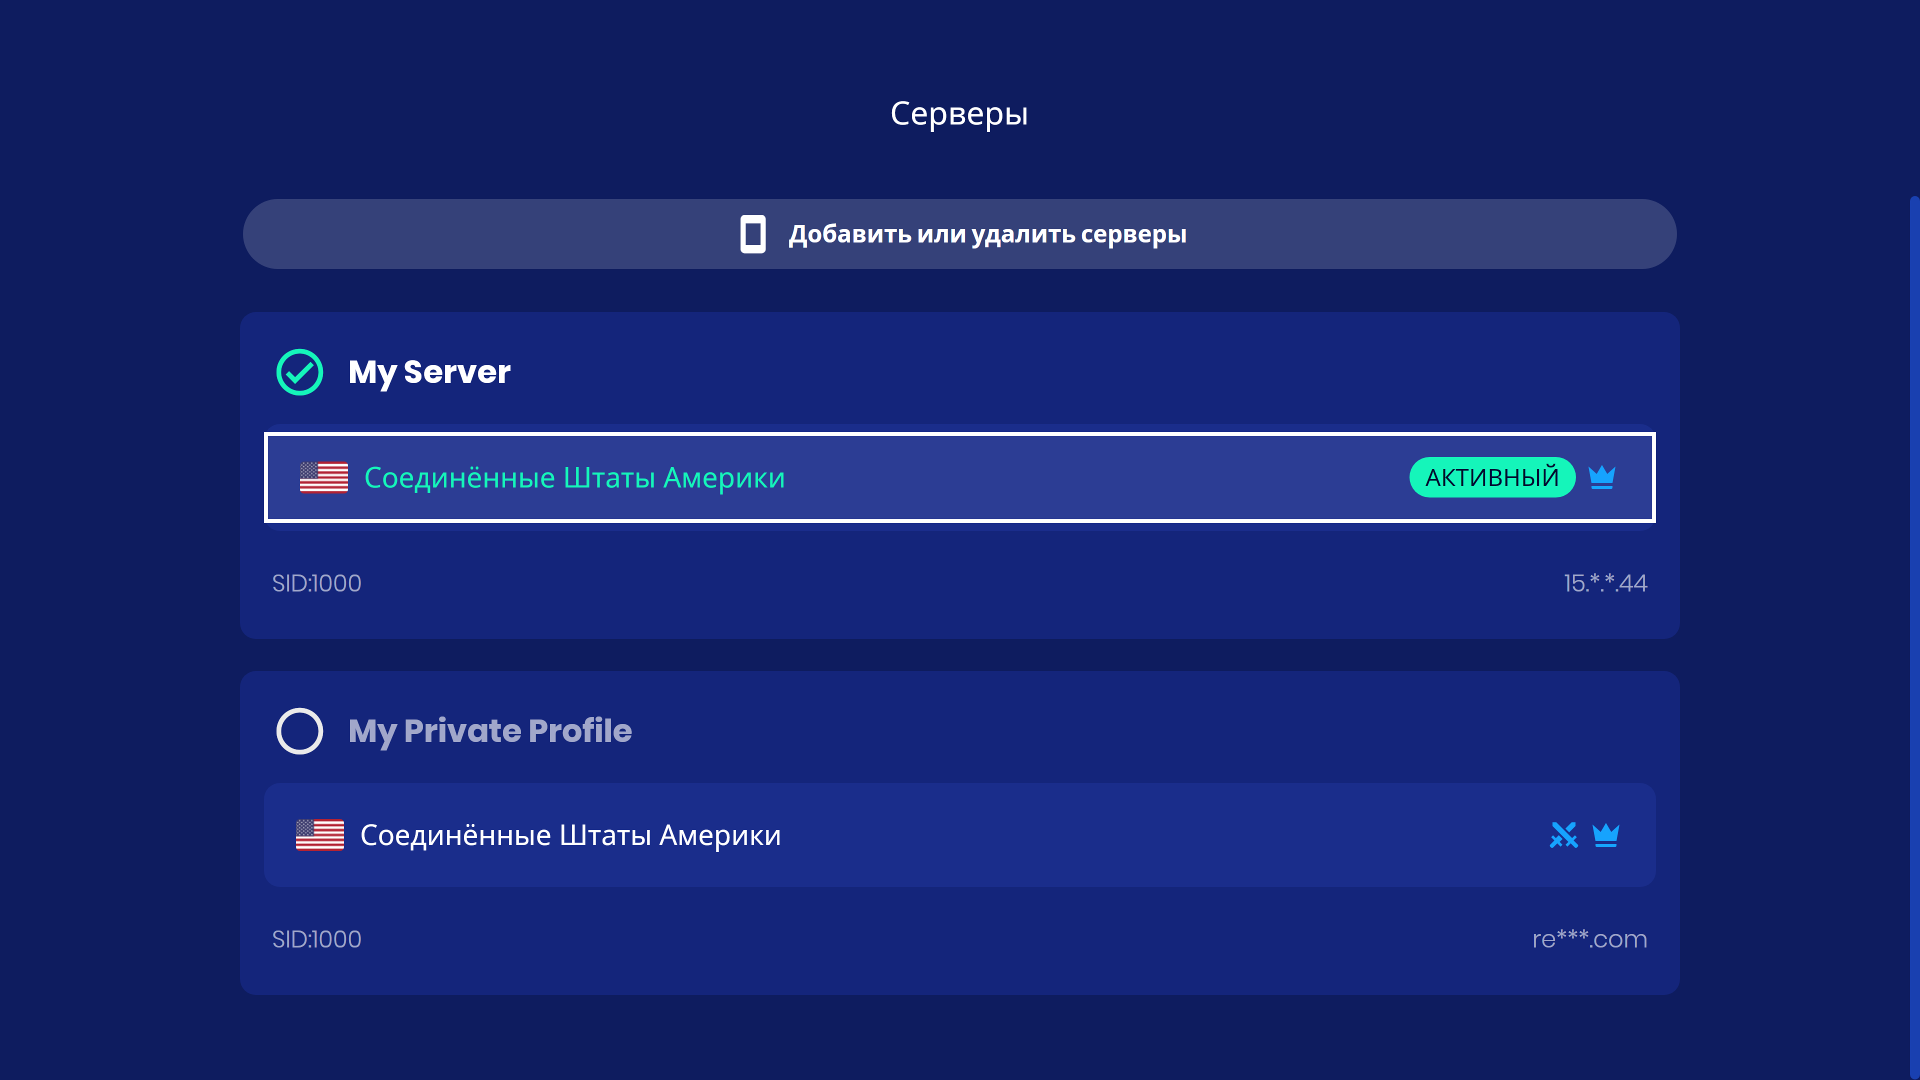 Серверы
Добавить или удалить серверы
My Server
Соединённые Штаты Америки АКТИВНЫЙ
SID:1000 15.*.*.44
My Private Profile
Соединённые Штаты Америки
SID:1000 re***.com